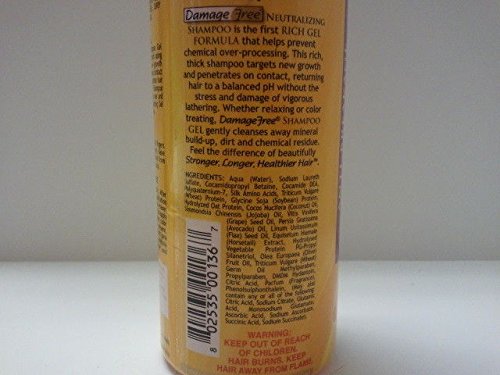 Damage Free NEUTRALIZING
SHAMPOO is the first RICH GEL
FORMULA that helps prevent
chemical over-processing. This rich,
thick shampoo targets new growth
and penetrates on contact, returning
hair to a balanced pH without the
stress and damage of vigorous
lathering. Whether relaxing or color
treating, DamageFree® SHAMPOO
GEL gently cleanses away mineral
build-up, dirt and chemical residue.
Feel the difference of beautifully
Stronger, Longer, Healthier Hair™.
INGREDIENTS: Aqua (Water), Sodium Laureth
Sulfate, Cocamidopropyl Betaine, Cocamide DEA,
Polyquaternium-7, Silk Amino Acids, Triticum Vulgare
(Wheat) Protein, Glycine Soja (Soybean) Protein,
Hydrolyzed Oat Protein, Cocos Nucifera (Coconut) Oil,
Simmondsia Chinensis (Jojoba) Oil, Vitis Vinifera
(Grape) Seed Oil, Persia Gratissima
(Avocado) Oil, Linum Usitatissimum
(Flax) Seed Oil, Equisetum Hiemale
(Horsetail) Extract, Hydrolyzed
Vegetable Protein PG-Propyl
Silanetriol, Olea Europaea (Olive)
Fruit Oil, Triticum Vulgare (Wheat)
Germ Oil Methylparaben,
Propylparaben, DMDM Hydantoin,
Citric Acid, Parfum (Fragrance),
Phenolsulfonphthalein. (May also
contain any or all of the following:
Citric Acid, Sodium Citrate, Glutamic
Acid, Monosodium Glutamate,
Ascorbic Acid, Sodium Ascorbate,
Succinic Acid, Sodium Succinate).
8 02535 00136 7
WARNING:
KEEP OUT OF REACH
OF CHILDREN.
HAIR BURNS, KEEP
HAIR AWAY FROM FLAME.